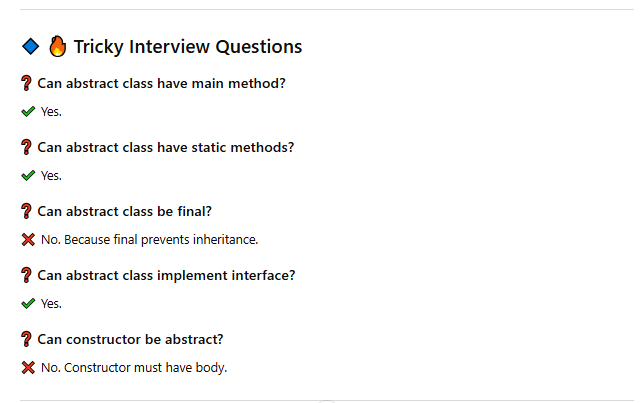 🔷 🔥 Tricky Interview Questions
❓ Can abstract class have main method?
✔ Yes.
❓ Can abstract class have static methods?
✔ Yes.
❓ Can abstract class be final?
❌ No. Because final prevents inheritance.
❓ Can abstract class implement interface?
✔ Yes.
❓ Can constructor be abstract?
❌ No. Constructor must have body.